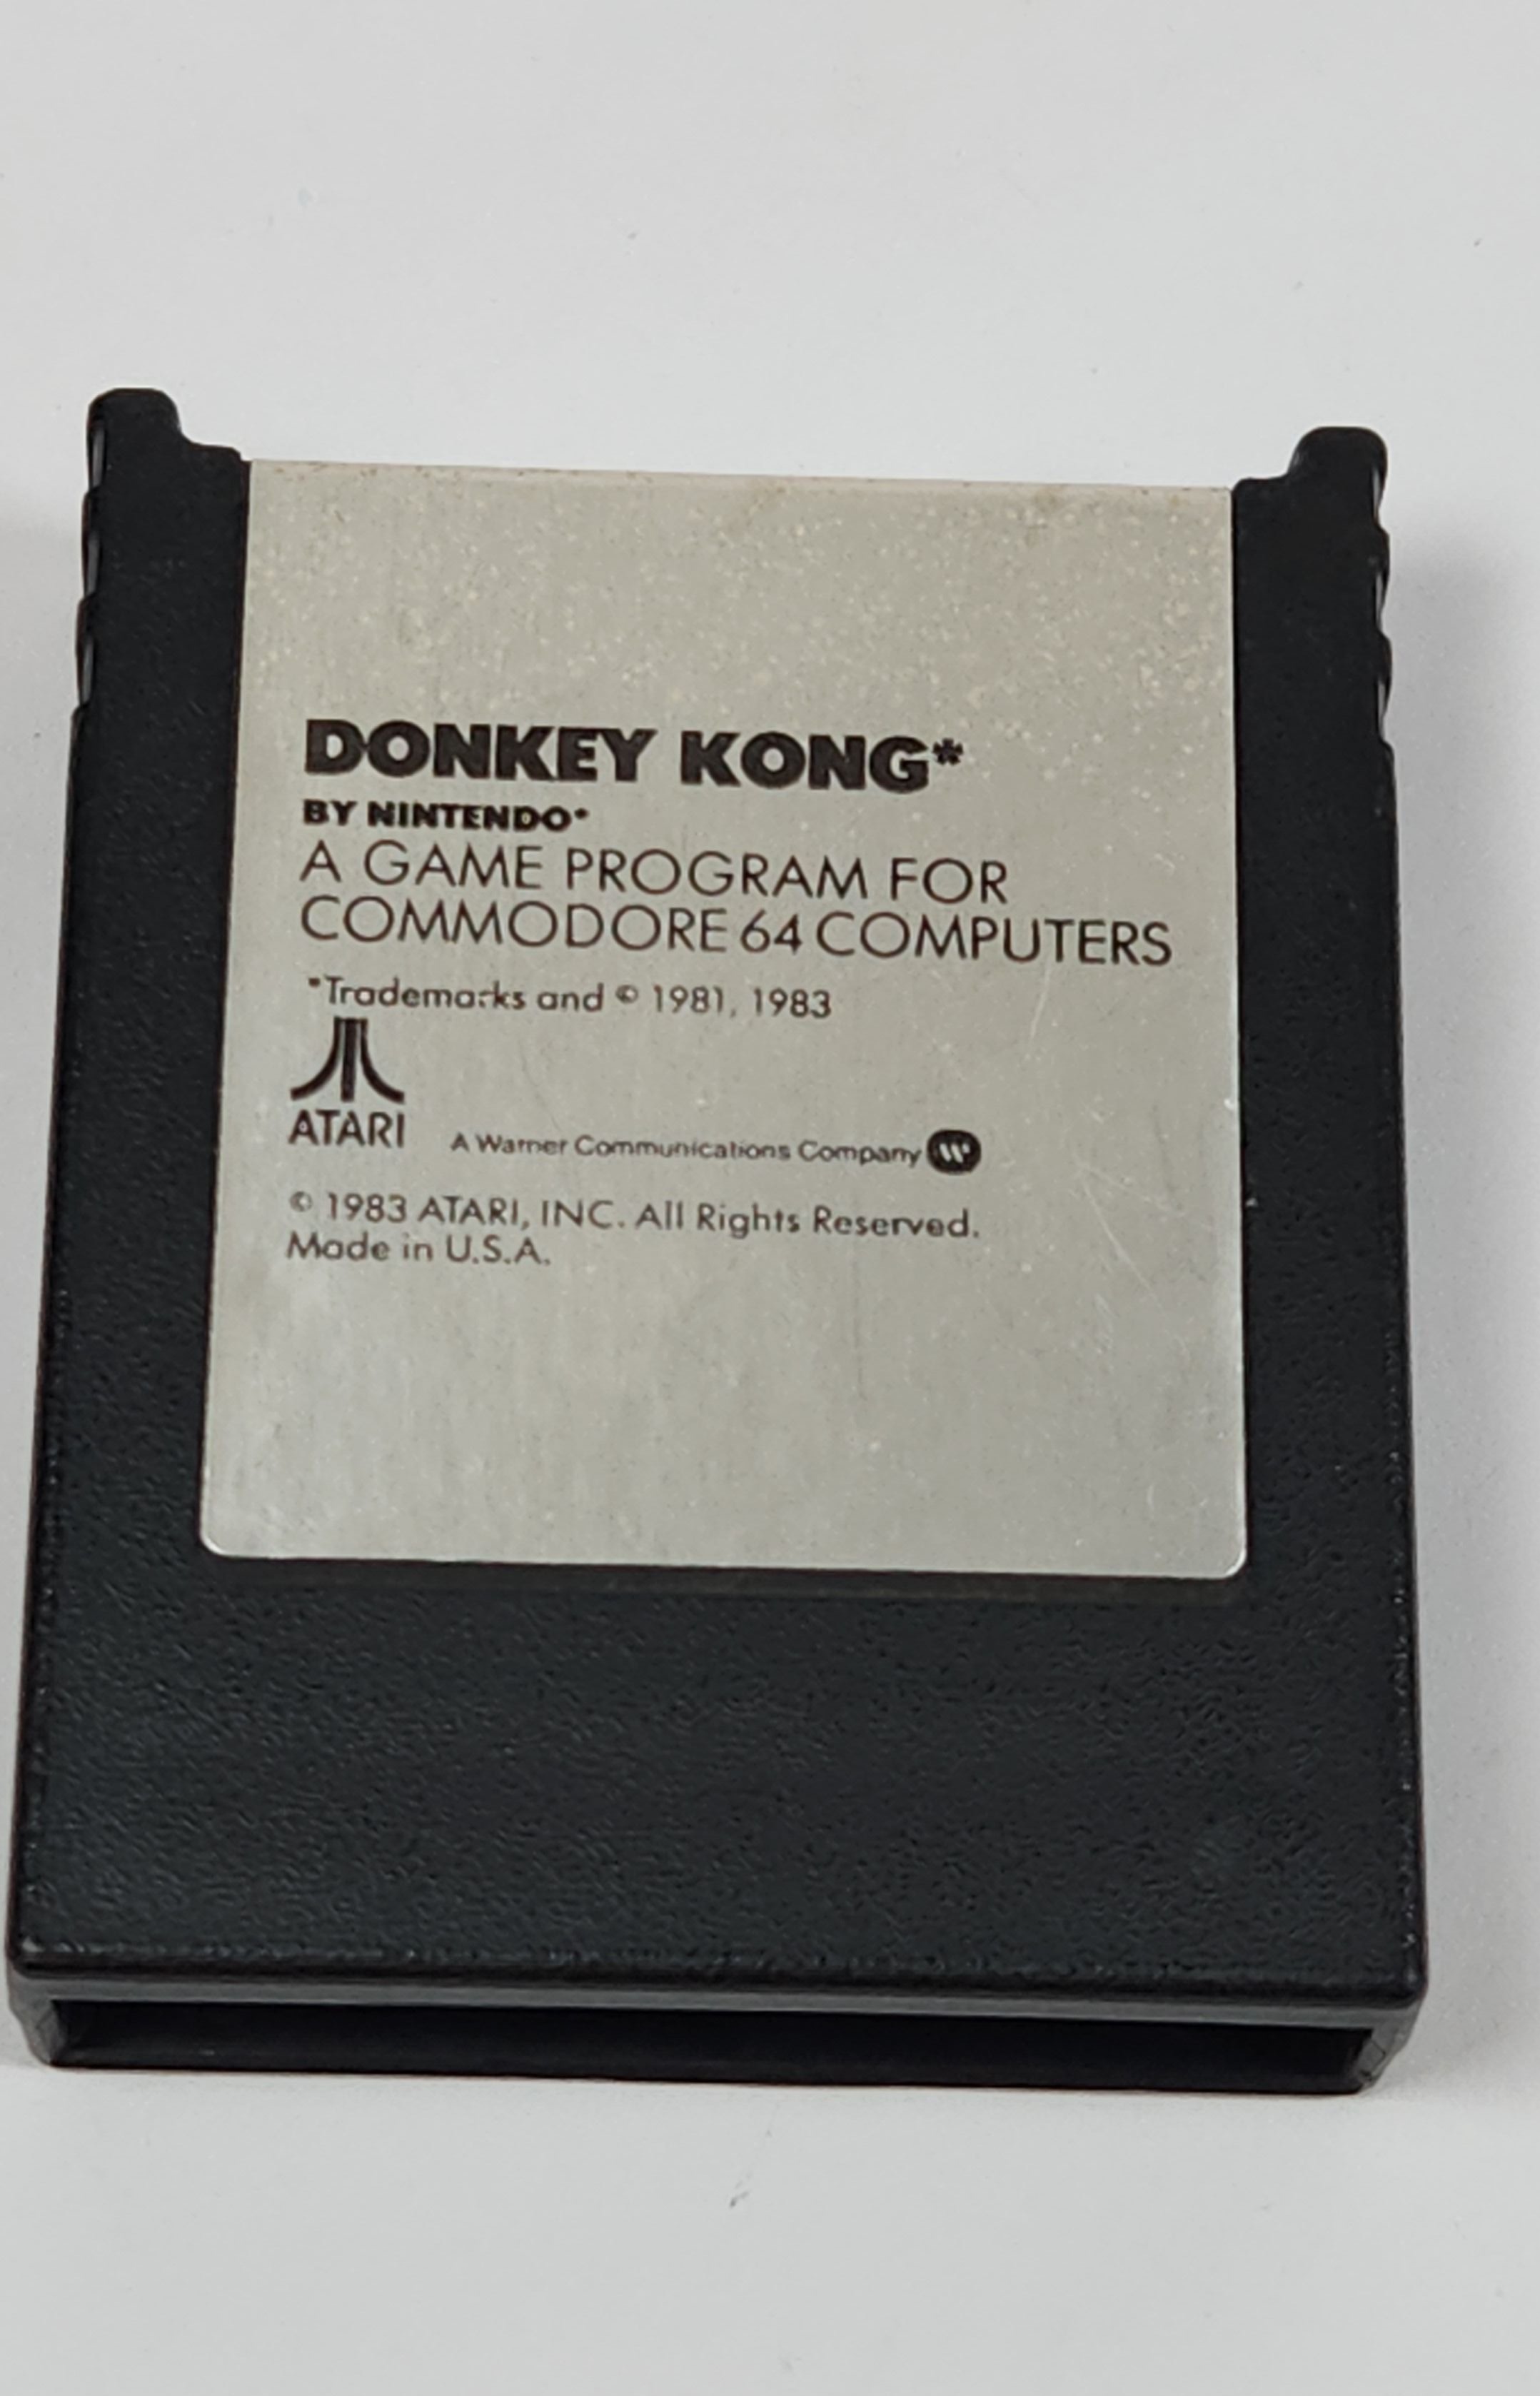 DONKEY KONG*
BY NINTENDO*
A GAME PROGRAM FOR
COMMODORE 64 COMPUTERS
*Trademarks and © 1981, 1983
ATARI
A Warner Communications Company
© 1983 ATARI, INC. All Rights Reserved.
Made in U.S.A.